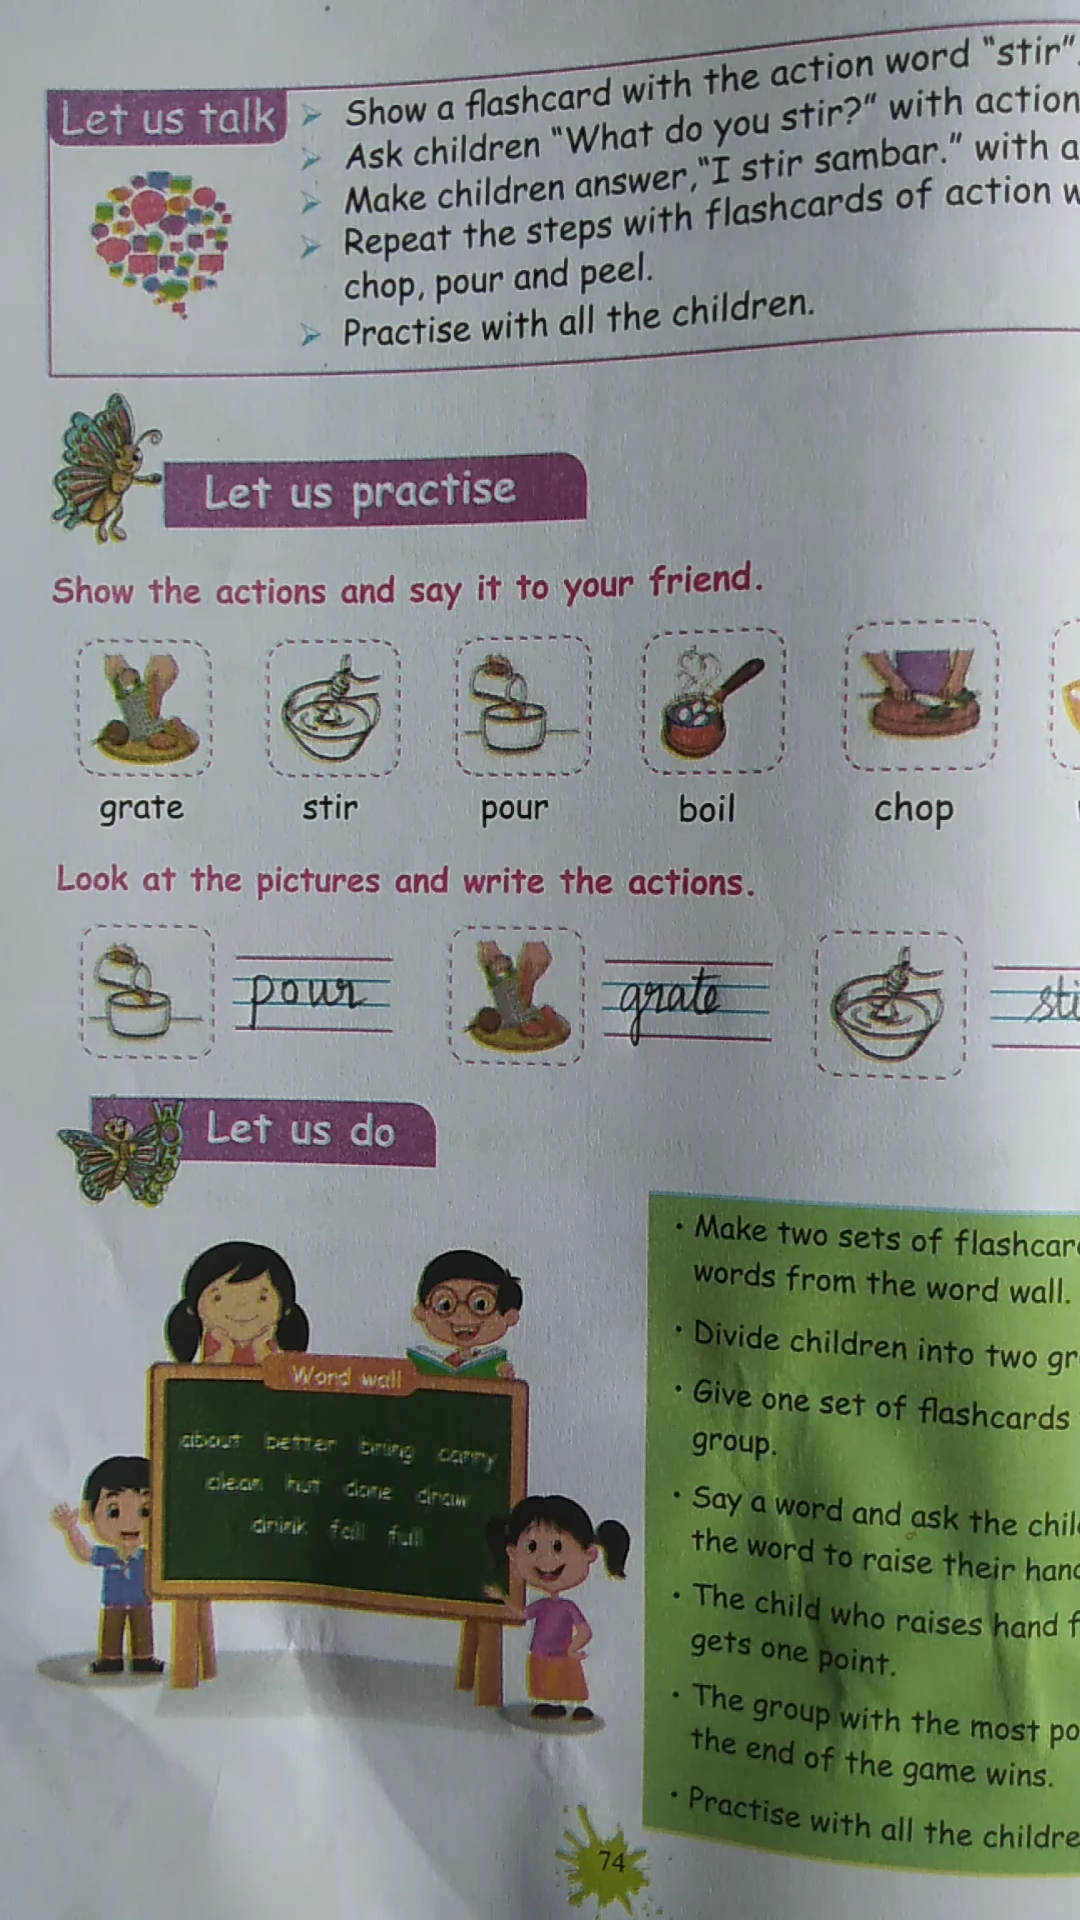 Let us talk
Show a flashcard with the action word "stir".
Ask children "What do you stir?" with action
Make children answer,"I stir sambar." with
Repeat the steps with flashcards of action
chop, pour and peel.
Practise with all the children.
Let us practise
Show the actions and say it to your friend.
grate stir pour boil chop
Look at the pictures and write the actions.
pour grate
Let us do
Word wall
about better bring carry
clean hut done draw
drink fall full
• Make two sets of
words from the word wall.
• Divide children into two
• Give one set of flashcards
group.
• Say a word and ask the
the word to raise their
• The child who raises hand
gets one point.
• The group with the most
the end of the game wins.
• Practise with all the
74